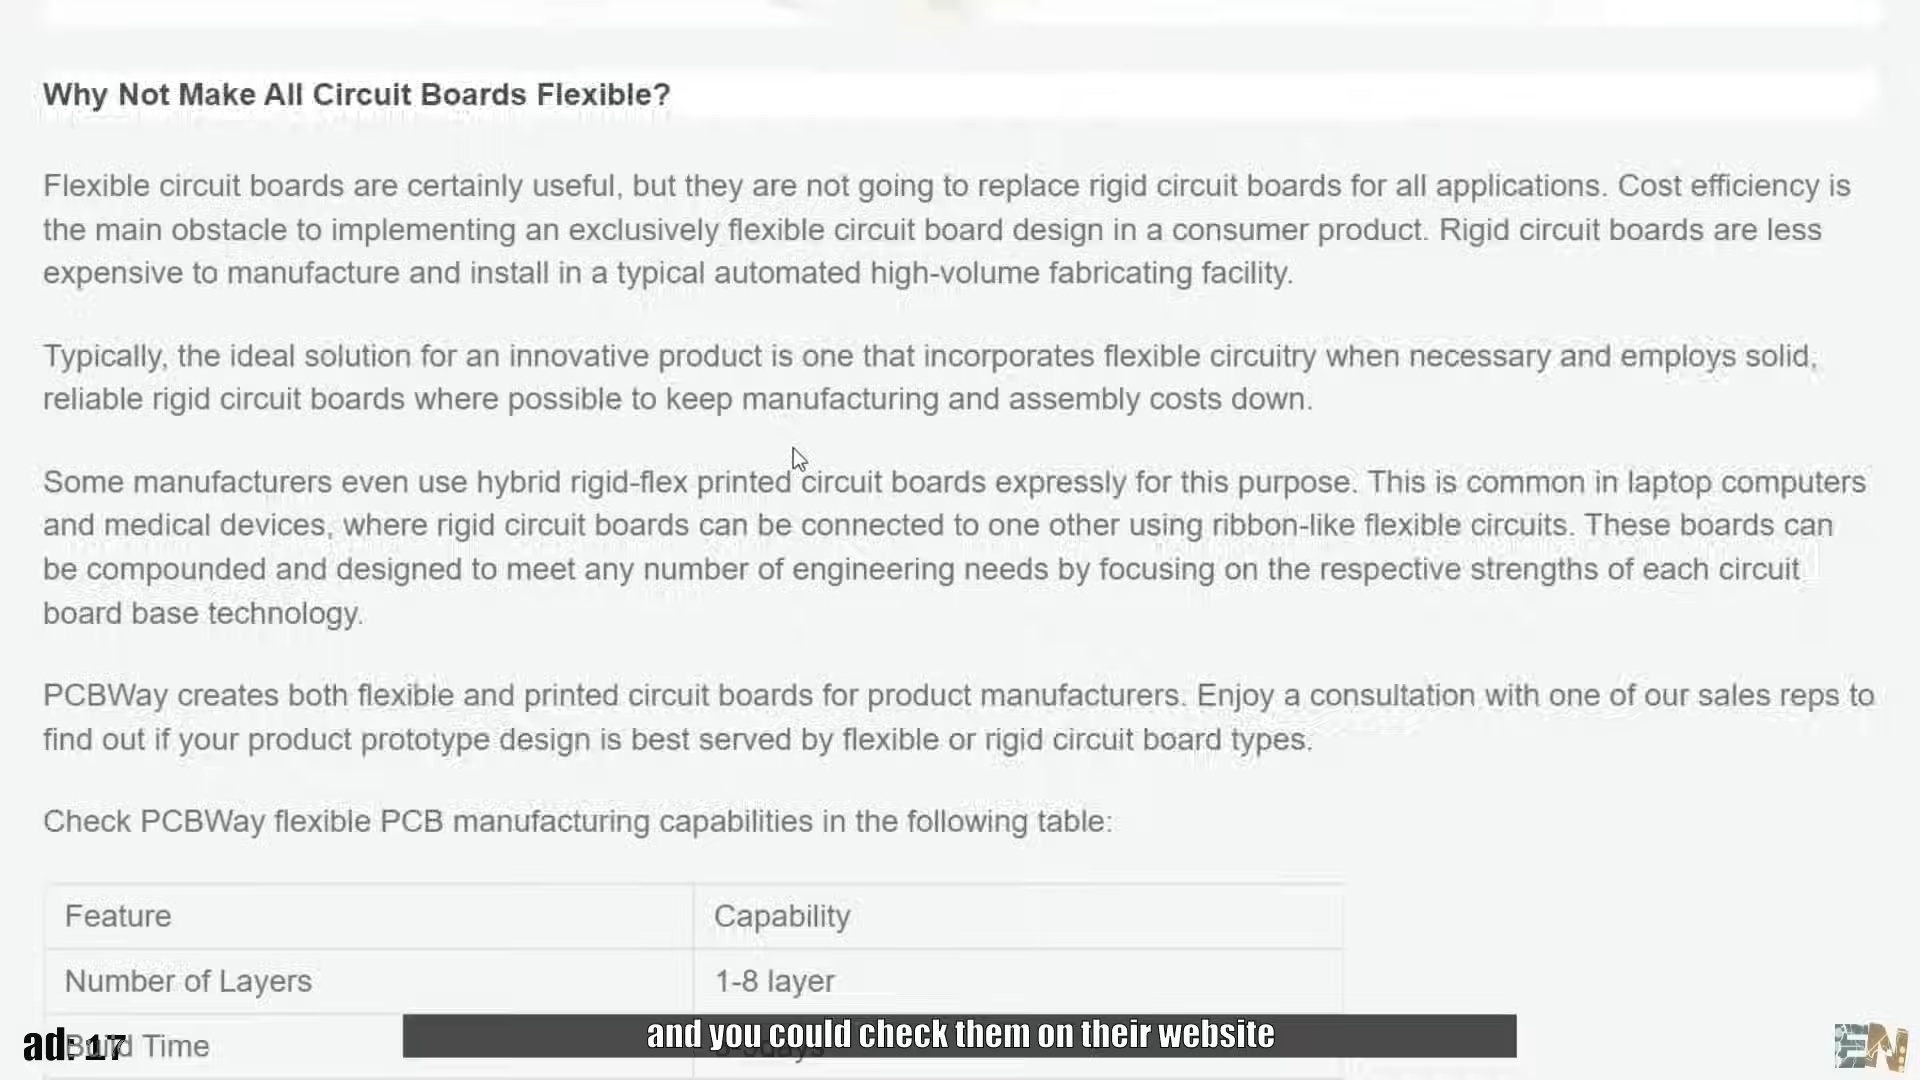 Why Not Make All Circuit Boards Flexible?
Flexible circuit boards are certainly useful, but they are not going to replace rigid circuit boards for all applications. Cost efficiency is
the main obstacle to implementing an exclusively flexible circuit board design in a consumer product. Rigid circuit boards are less
expensive to manufacture and install in a typical automated high-volume fabricating facility.
Typically, the ideal solution for an innovative product is one that incorporates flexible circuitry when necessary and employs solid,
reliable rigid circuit boards where possible to keep manufacturing and assembly costs down.
Some manufacturers even use hybrid rigid-flex printed circuit boards expressly for this purpose. This is common in laptop computers
and medical devices, where rigid circuit boards can be connected to one other using ribbon-like flexible circuits. These boards can
be compounded and designed to meet any number of engineering needs by focusing on the respective strengths of each circuit
board base technology.
PCBWay creates both flexible and printed circuit boards for product manufacturers. Enjoy a consultation with one of our sales reps to
find out if your product prototype design is best served by flexible or rigid circuit board types.
Check PCBWay flexible PCB manufacturing capabilities in the following table:
Feature Capability
Number of Layers 1-8 layer
Build Time
ad: 17
and you could check them on their website
EN